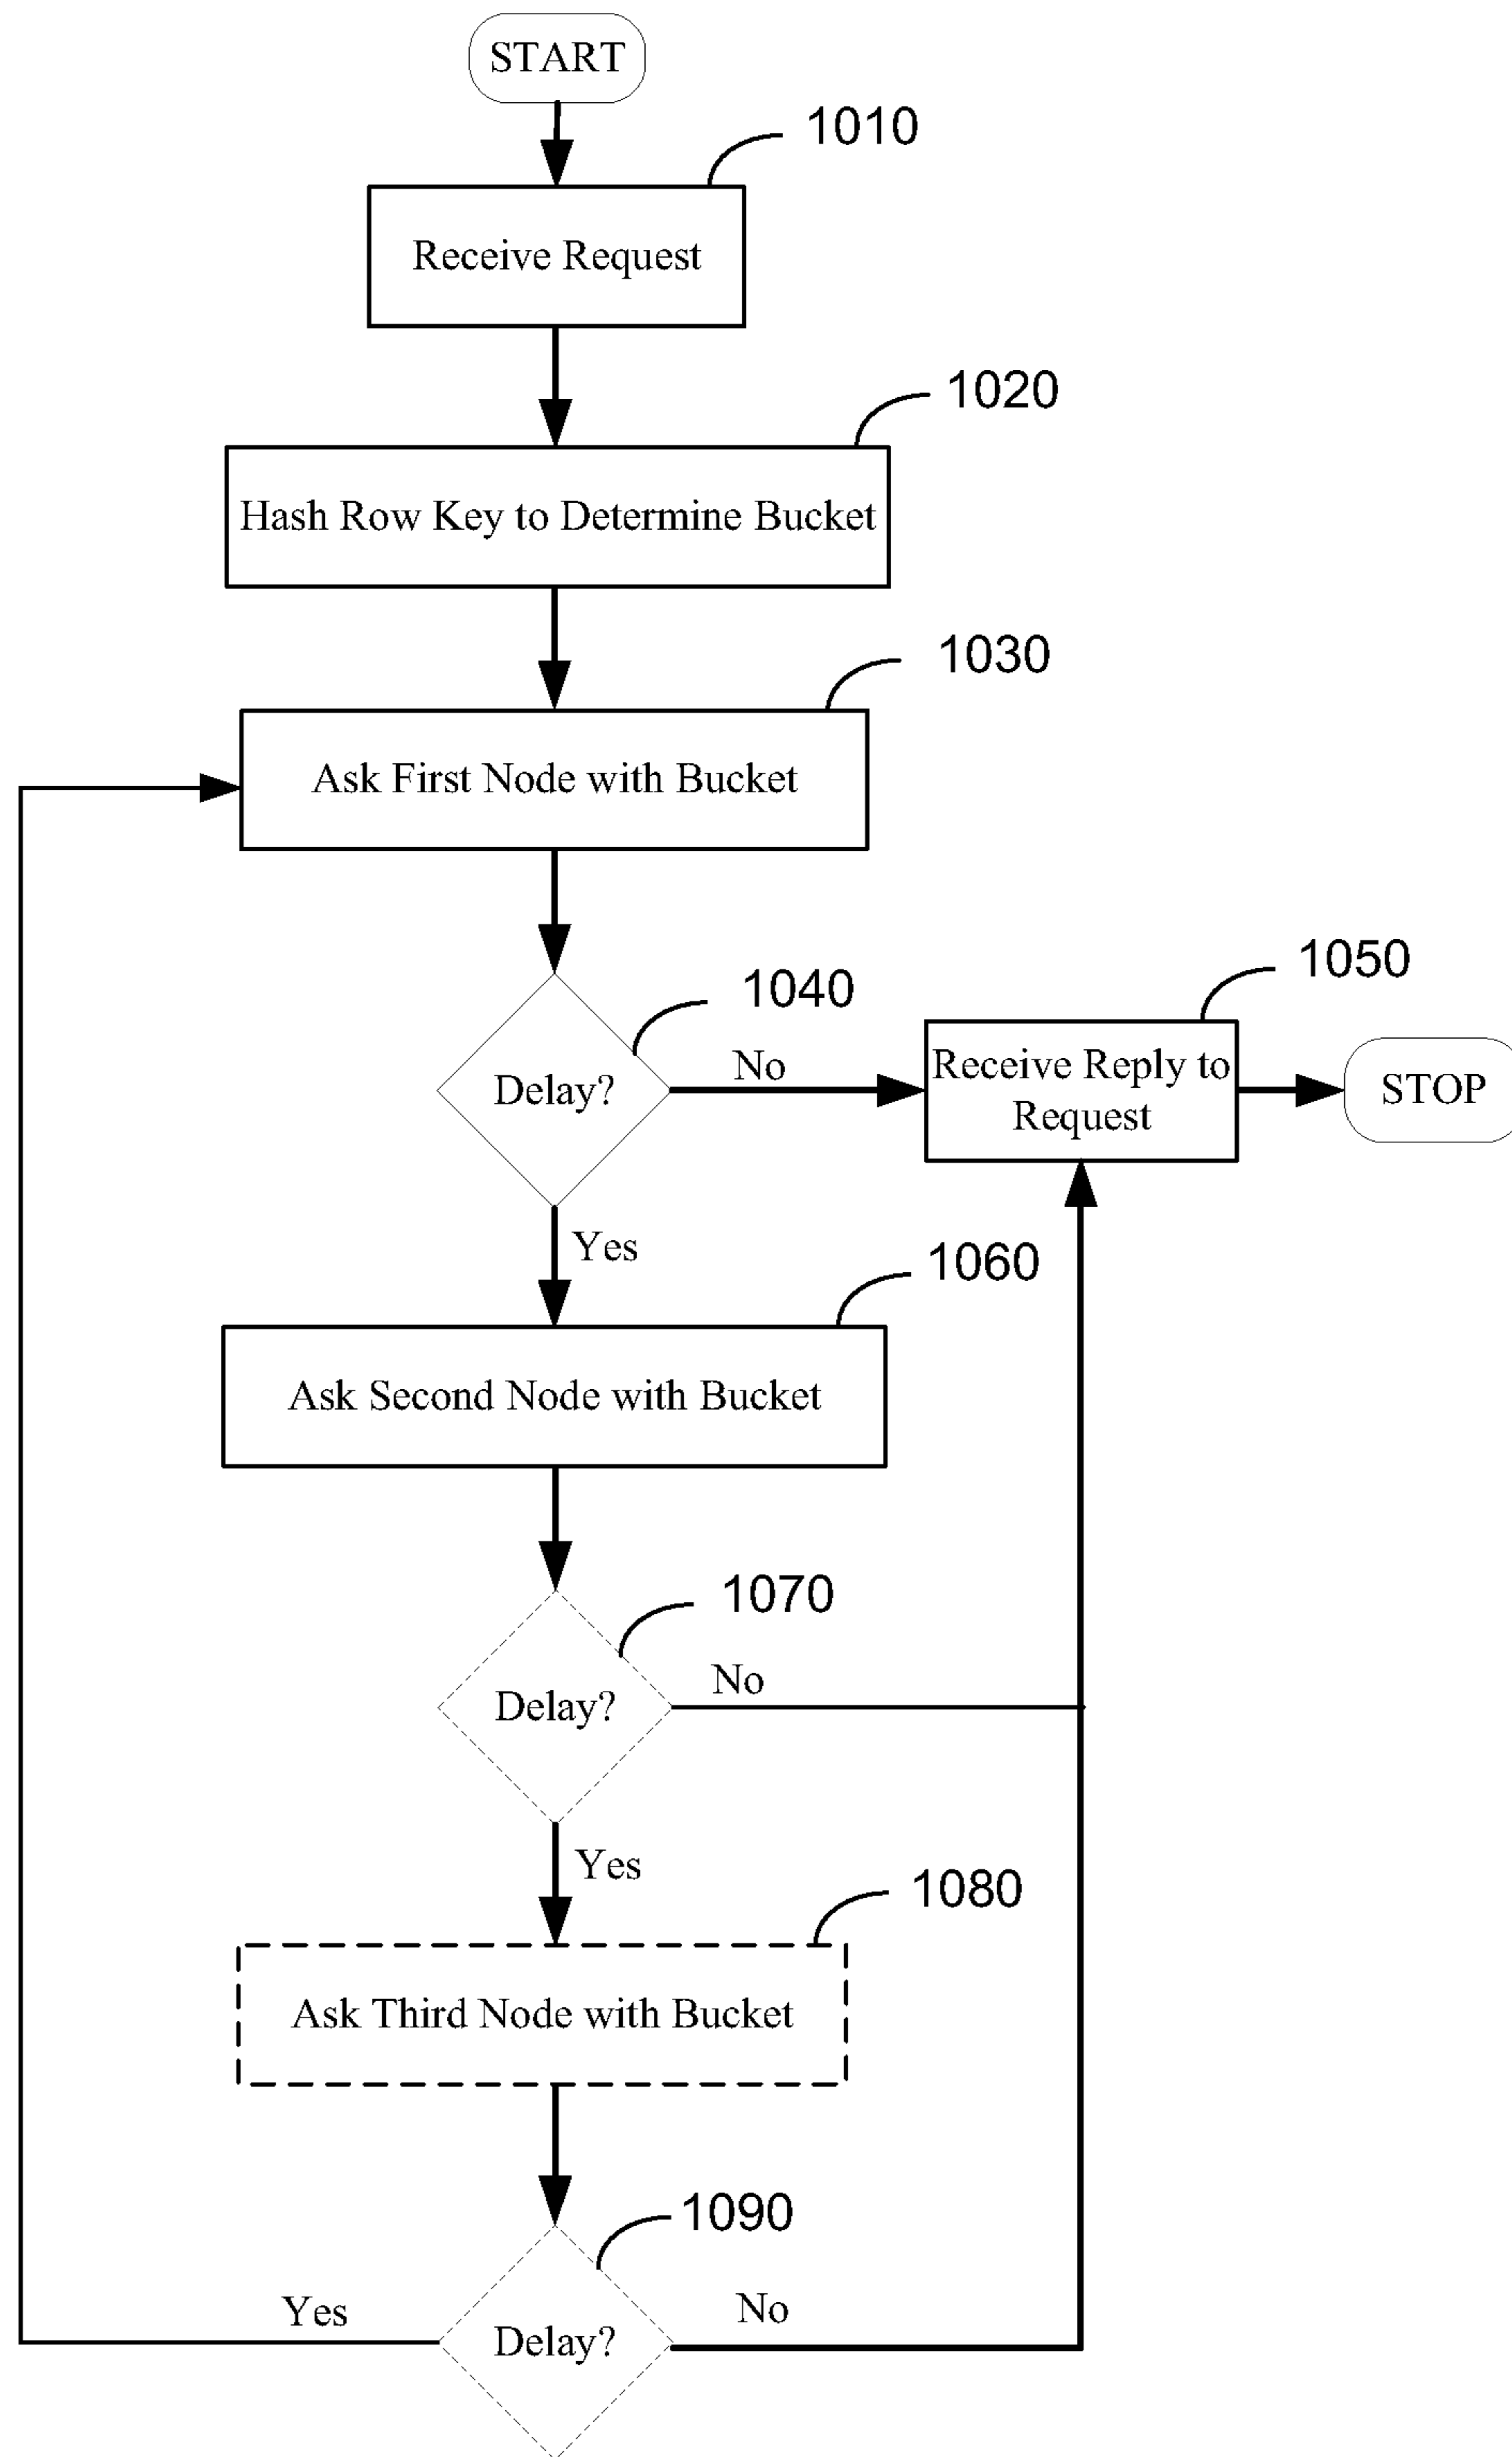 START
1010
Receive Request
1020
Hash Row Key to Determine Bucket
1030
Ask First Node with Bucket
1040
Delay?
No
1050
Receive Reply to
Request
STOP
Yes
1060
Ask Second Node with Bucket
1070
Delay?
No
Yes
1080
Ask Third Node with Bucket
1090
Yes
Delay?
No